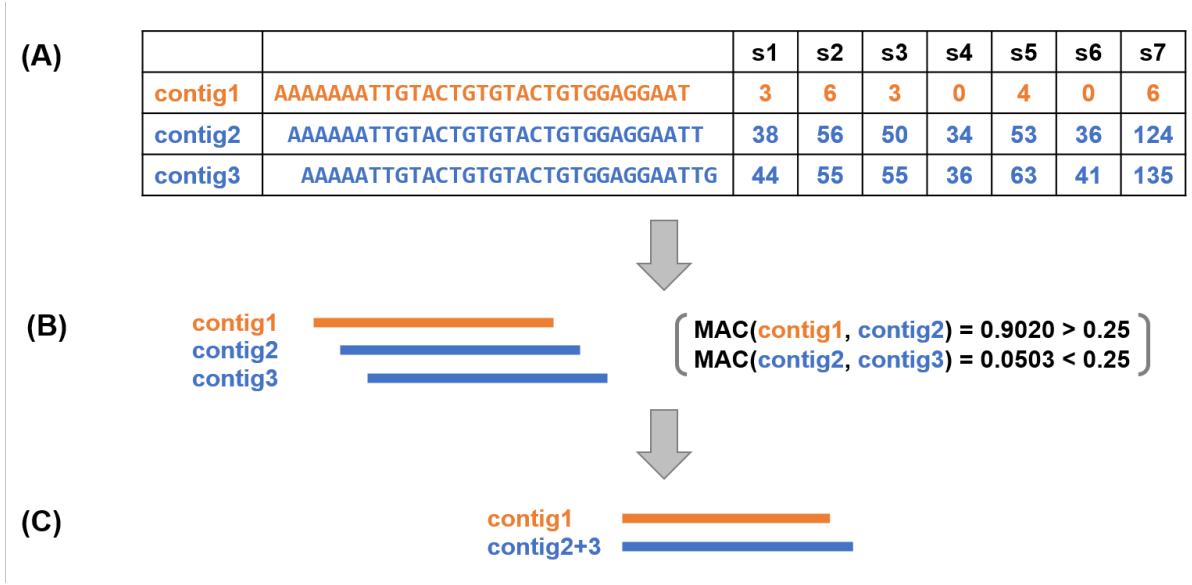 (A)
s1 s2 s3 s4 s5 s6 s7
contig1 AAAAAAATTGTACTGTGTACTGTGGAGGAAT 3 6 3 0 4 0 6
contig2 AAAAAATTGTACTGTGTACTGTGGAGGAATT 38 56 50 34 53 36 124
contig3 AAAAATTGTACTGTGTACTGTGGAGGAATTG 44 55 55 36 63 41 135
(B)
contig1
contig2
contig3
MAC(contig1, contig2) = 0.9020 > 0.25
MAC(contig2, contig3) = 0.0503 < 0.25
(C)
contig1
contig2+3